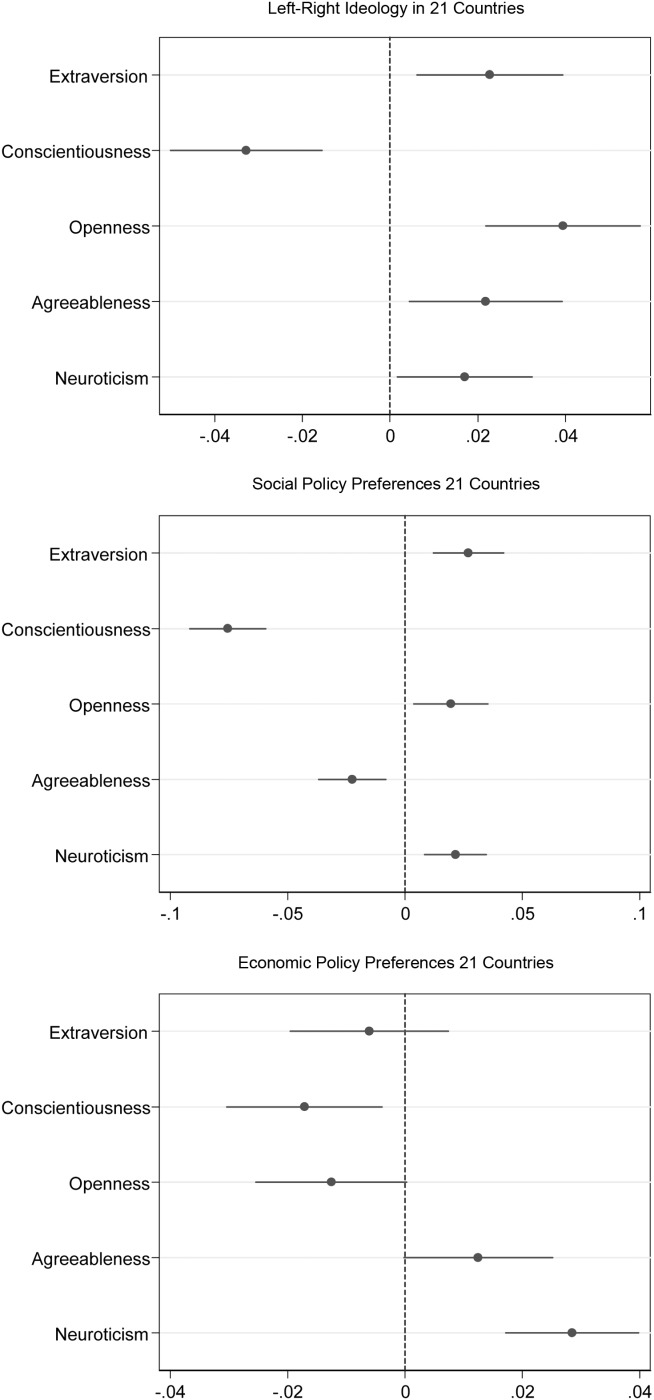 Left-Right Ideology in 21 Countries
Extraversion
Conscientiousness
Openness
Agreeableness
Neuroticism
-.04 -.02 0 .02 .04
Social Policy Preferences 21 Countries
Extraversion
Conscientiousness
Openness
Agreeableness
Neuroticism
-.1 -.05 0 .05 .1
Economic Policy Preferences 21 Countries
Extraversion
Conscientiousness
Openness
Agreeableness
Neuroticism
-.04 -.02 0 .02 .04